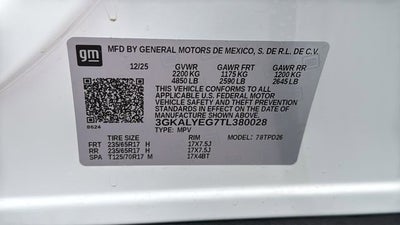 gm
MFD BY GENERAL MOTORS DE MEXICO, S. DE R.L. DE C.V.
12/25 GVWR GAWR FRT GAWR RR
2200 KG 1175 KG 1200 KG
4850 LB 2590 LB 2645 LB
THIS VEHICLE CONFORMS TO ALL
APPLICABLE U.S. FEDERAL MOTOR
VEHICLE SAFETY AND THEFT PREVENTION
STANDARDS IN EFFECT ON THE DATE OF
MANUFACTURE SHOWN ABOVE.
3GKALYEG7TL380028
#624 TYPE: MPV
TIRE SIZE RIM MODEL: 78TPD26
FRT 235/65R17 H 17X7.5J
RR 235/65R17 H 17X7.5J
SPA T125/70R17 M 17X4BT